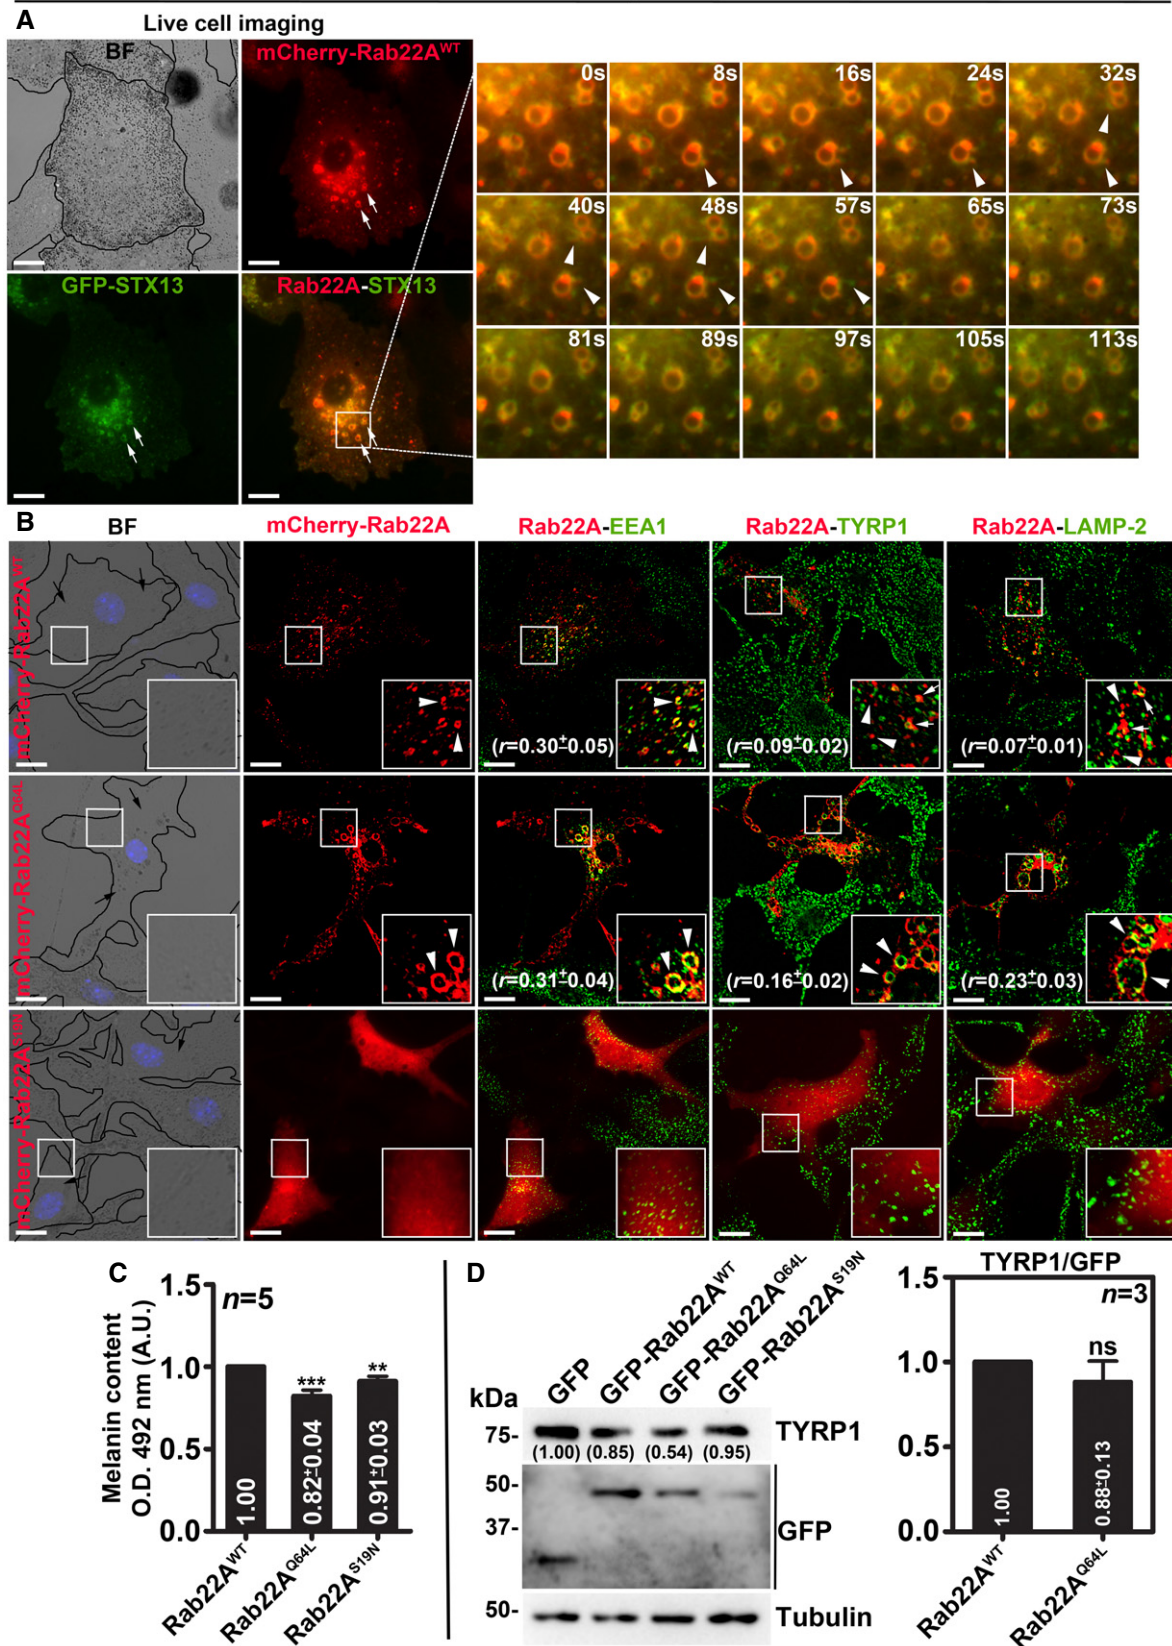 A
Live cell imaging
BF
mCherry-Rab22A^WT
GFP-STX13
Rab22A-STX13
0s 8s 16s 24s 32s
40s 48s 57s 65s 73s
81s 89s 97s 105s 113s
B
BF mCherry-Rab22A Rab22A-EEA1 Rab22A-TYRP1 Rab22A-LAMP-2
mCherry-Rab22A^WT
(r=0.30±0.05) (r=0.09±0.02) (r=0.07±0.01)
mCherry-Rab22A^Q64L
(r=0.31±0.04) (r=0.16±0.02) (r=0.23±0.03)
mCherry-Rab22A^S19N
C
Melanin content
O.D. 492 nm (A.U.)
1.5
1.0
0.5
0.0
n=5
*** **
1.00 0.82±0.04 0.91±0.03
Rab22A^WT Rab22A^Q64L Rab22A^S19N
D
GFP GFP-Rab22A^WT GFP-Rab22A^Q64L GFP-Rab22A^S19N
kDa
75- TYRP1
(1.00) (0.85) (0.54) (0.95)
50-
37- GFP
50- Tubulin
TYRP1/GFP
1.5
1.0
0.5
0.0
n=3
ns
1.00 0.88±0.13
Rab22A^WT Rab22A^Q64L